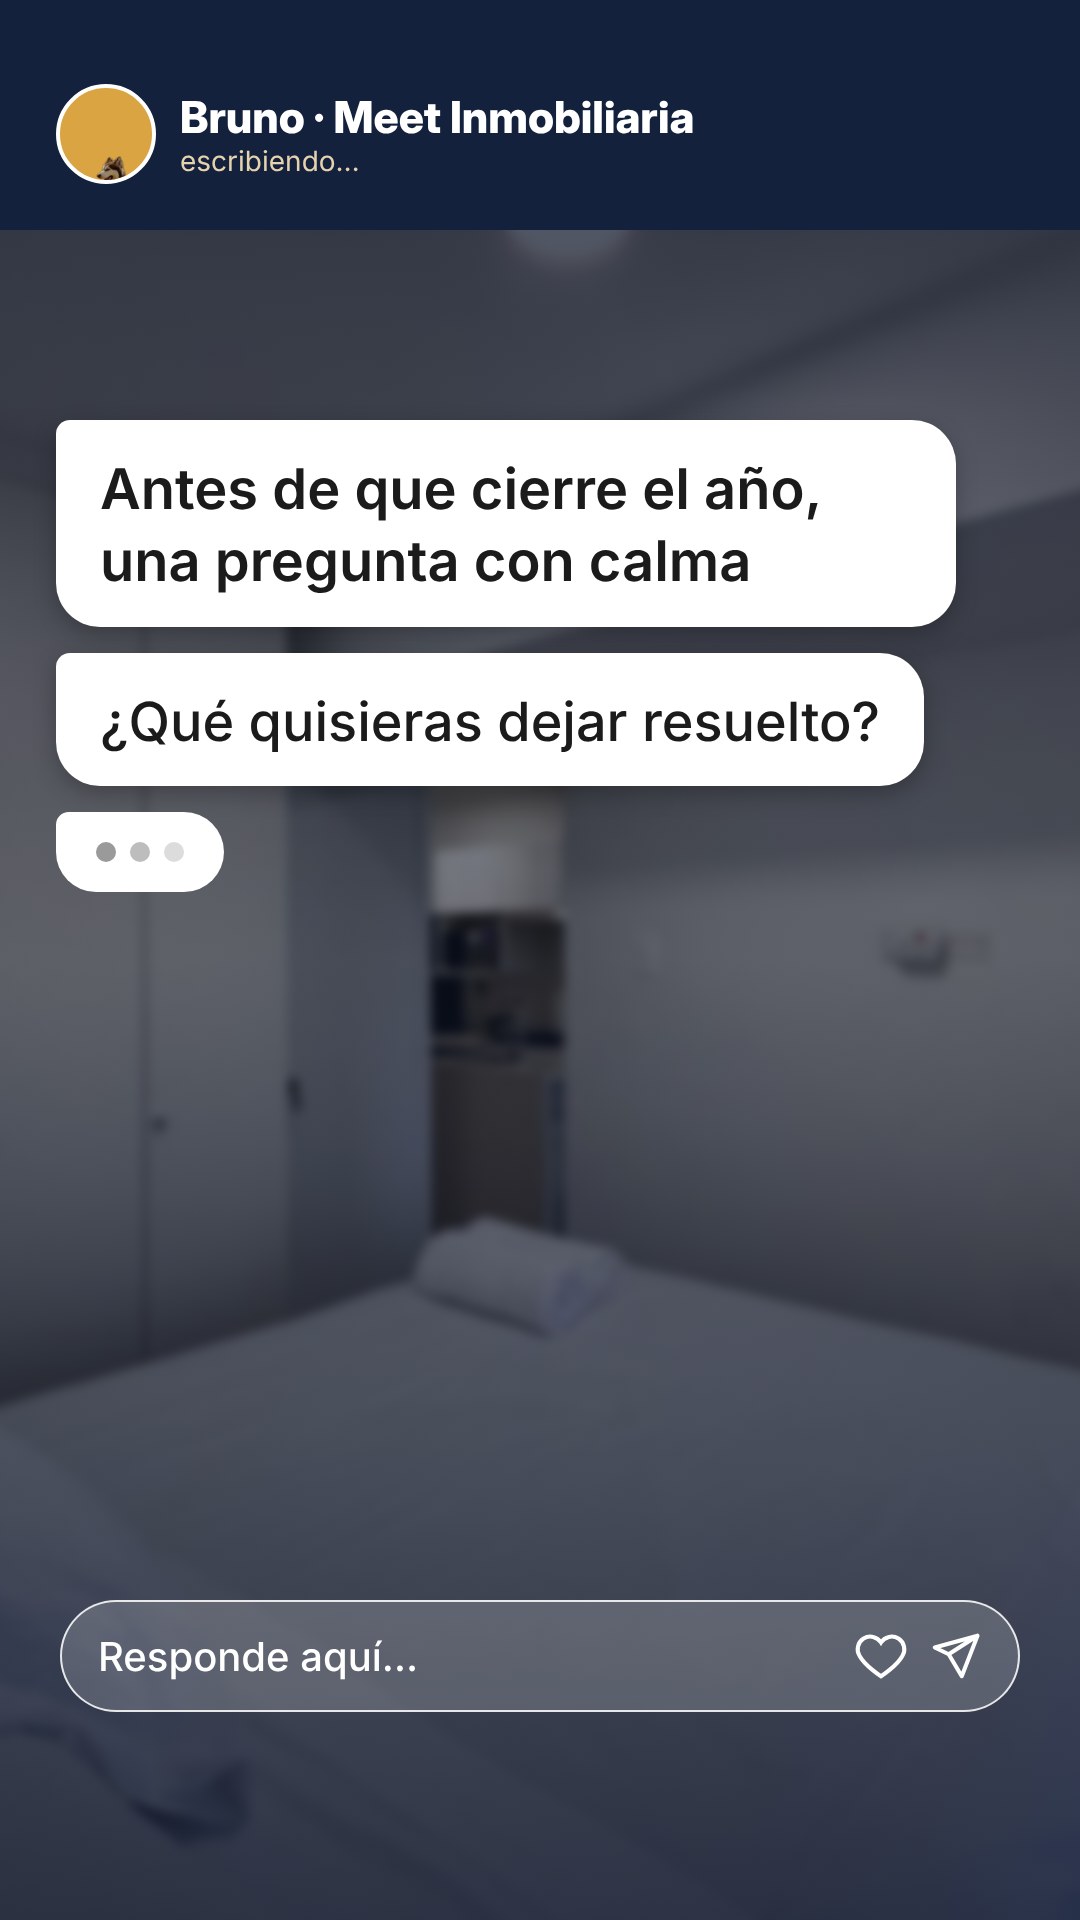 Bruno · Meet Inmobiliaria
escribiendo...
Antes de que cierre el año,
una pregunta con calma
¿Qué quisieras dejar resuelto?
Responde aquí...